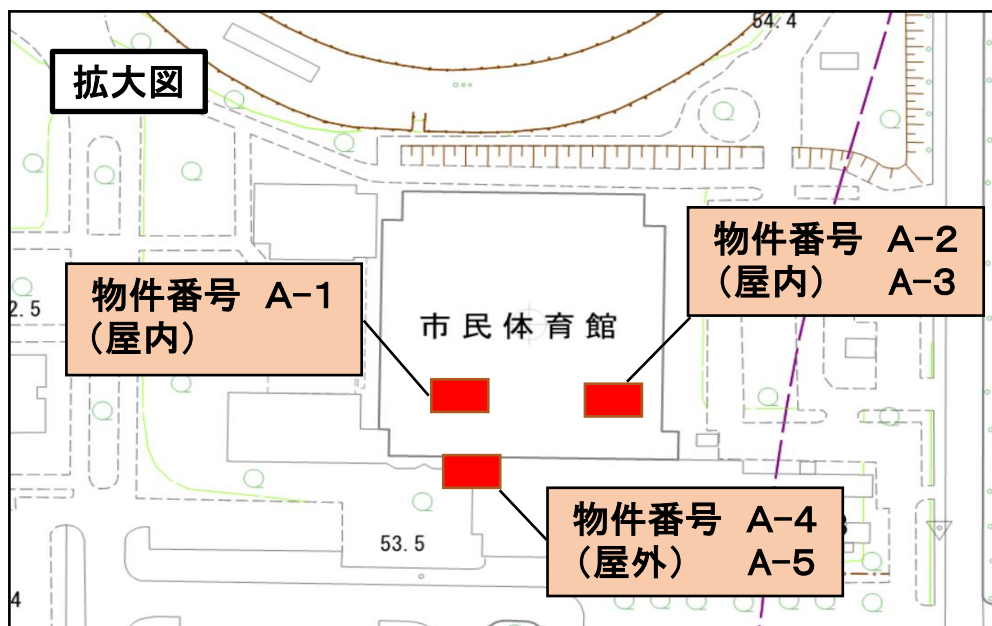 54.4
拡大図
物件番号　A-2
（屋内）　　A-3
物件番号　A-1
（屋内）
2.5
市民体育館
物件番号　A-4
（屋外）　　A-5
53.5
4